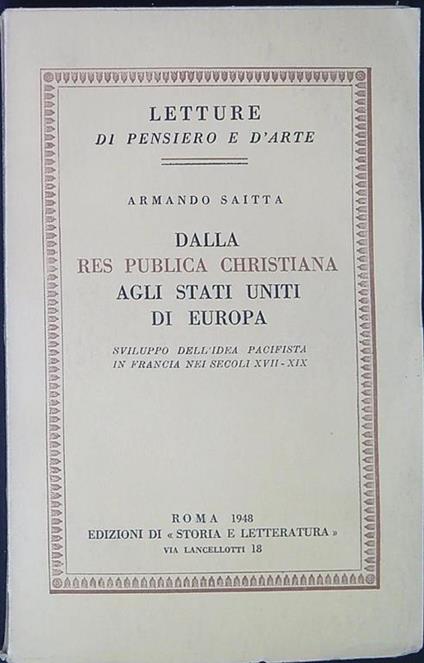 LETTURE
DI PENSIERO E D'ARTE
ARMANDO SAITTA
DALLA
RES PUBLICA CHRISTIANA
AGLI STATI UNITI
DI EUROPA
SVILUPPO DELL'IDEA PACIFISTA
IN FRANCIA NEI SECOLI XVII - XIX
ROMA 1948
EDIZIONI DI « STORIA E LETTERATURA »
VIA LANCELLOTTI 18